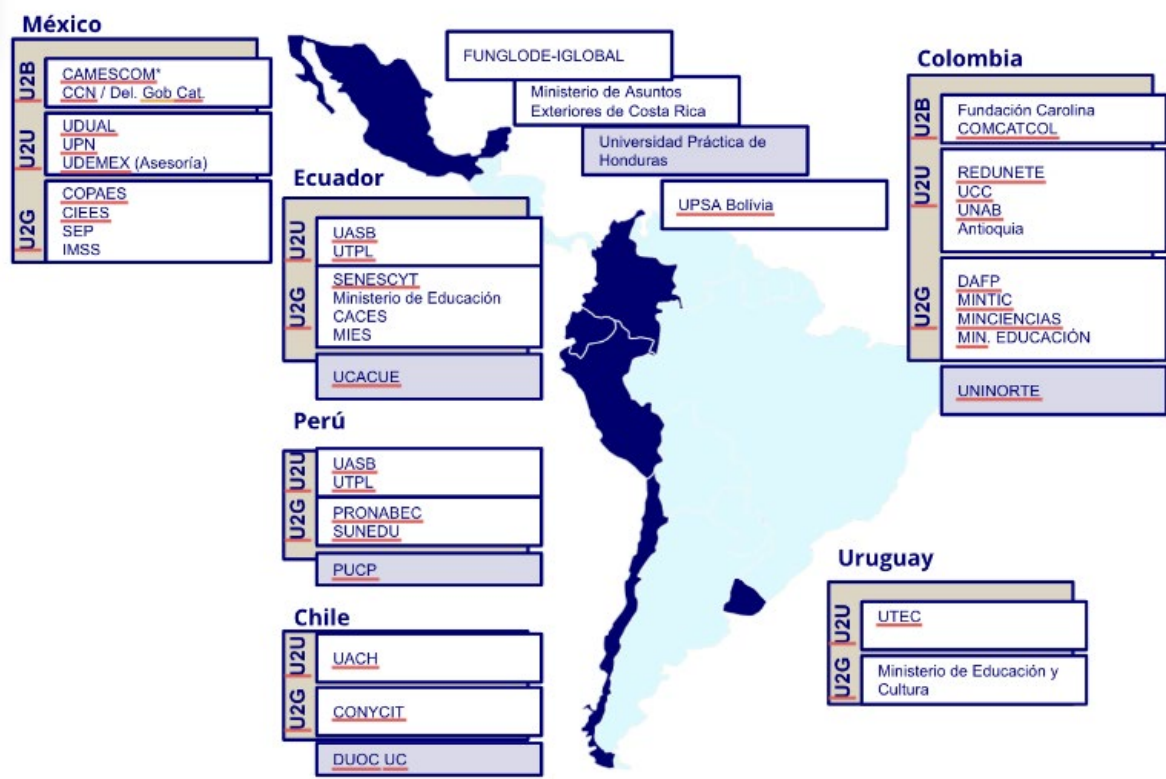 México
U2B
CAMESCOM*
CCN / Del. Gob Cat.
U2U
UDUAL
UPN
UDEMEX (Asesoría)
U2G
COPAES
CIEES
SEP
IMSS
FUNGLODE-IGLOBAL
Ministerio de Asuntos
Exteriores de Costa Rica
Universidad Práctica de
Honduras
UPSA Bolívia
Colombia
U2B
Fundación Carolina
COMCATCOL
U2U
REDUNETE
UCC
UNAB
Antioquia
U2G
DAFP
MINTIC
MINCIENCIAS
MIN. EDUCACIÓN
UNINORTE
Ecuador
U2U
UASB
UTPL
U2G
SENESCYT
Ministerio de Educación
CACES
MIES
UCACUE
Perú
U2U
UASB
UTPL
U2G
PRONABEC
SUNEDU
PUCP
Chile
U2U
UACH
U2G
CONYCIT
DUOC UC
Uruguay
U2U
UTEC
U2G
Ministerio de Educación y
Cultura